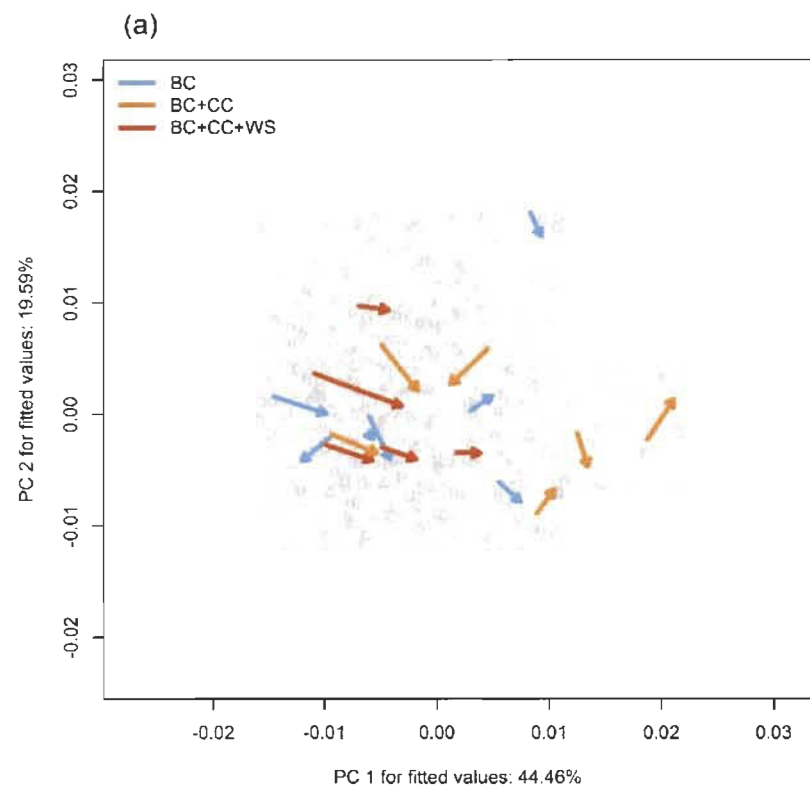 (a)
BC
BC+CC
BC+CC+WS
PC 2 for fitted values: 19.59%
0.03
0.02
0.01
0.00
-0.01
-0.02
-0.02
-0.01
0.00
0.01
0.02
0.03
PC 1 for fitted values: 44.46%